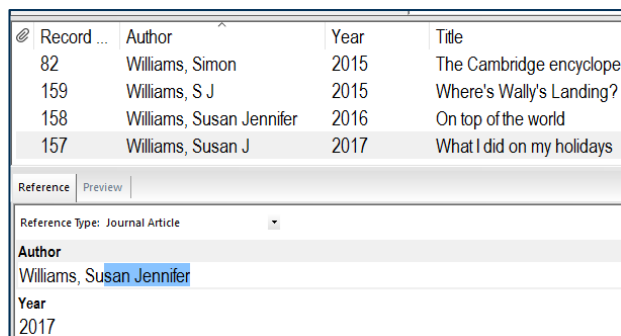 Record ... Author Year Title
82 Williams, Simon 2015 The Cambridge encyclope
159 Williams, S J 2015 Where's Wally's Landing?
158 Williams, Susan Jennifer 2016 On top of the world
157 Williams, Susan J 2017 What I did on my holidays
Reference Preview
Reference Type: Journal Article
Author
Williams, Susan Jennifer
Year
2017